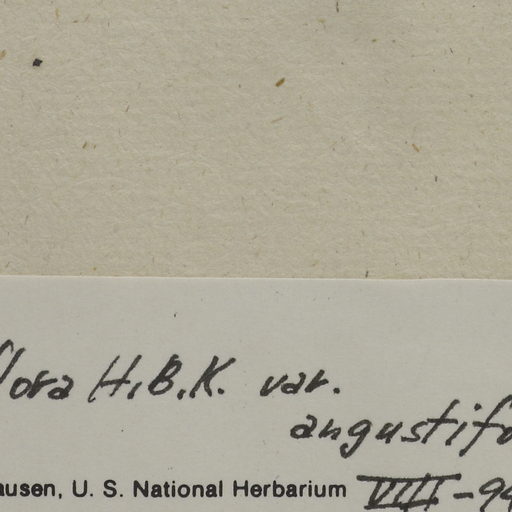 flora H.B.K. var.
angustifo
ausen, U. S. National Herbarium VIII-94